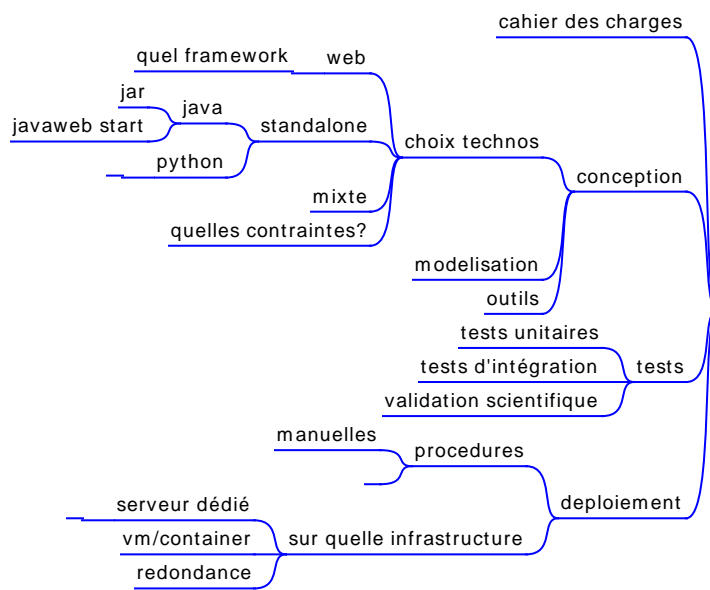 cahier des charges
quel framework
web
jar
java
javaweb start
standalone
choix technos
python
conception
mixte
quelles contraintes?
modelisation
outils
tests unitaires
tests d'intégration
tests
validation scientifique
manuelles
procedures
serveur dédié
deploiement
vm/container
sur quelle infrastructure
redondance